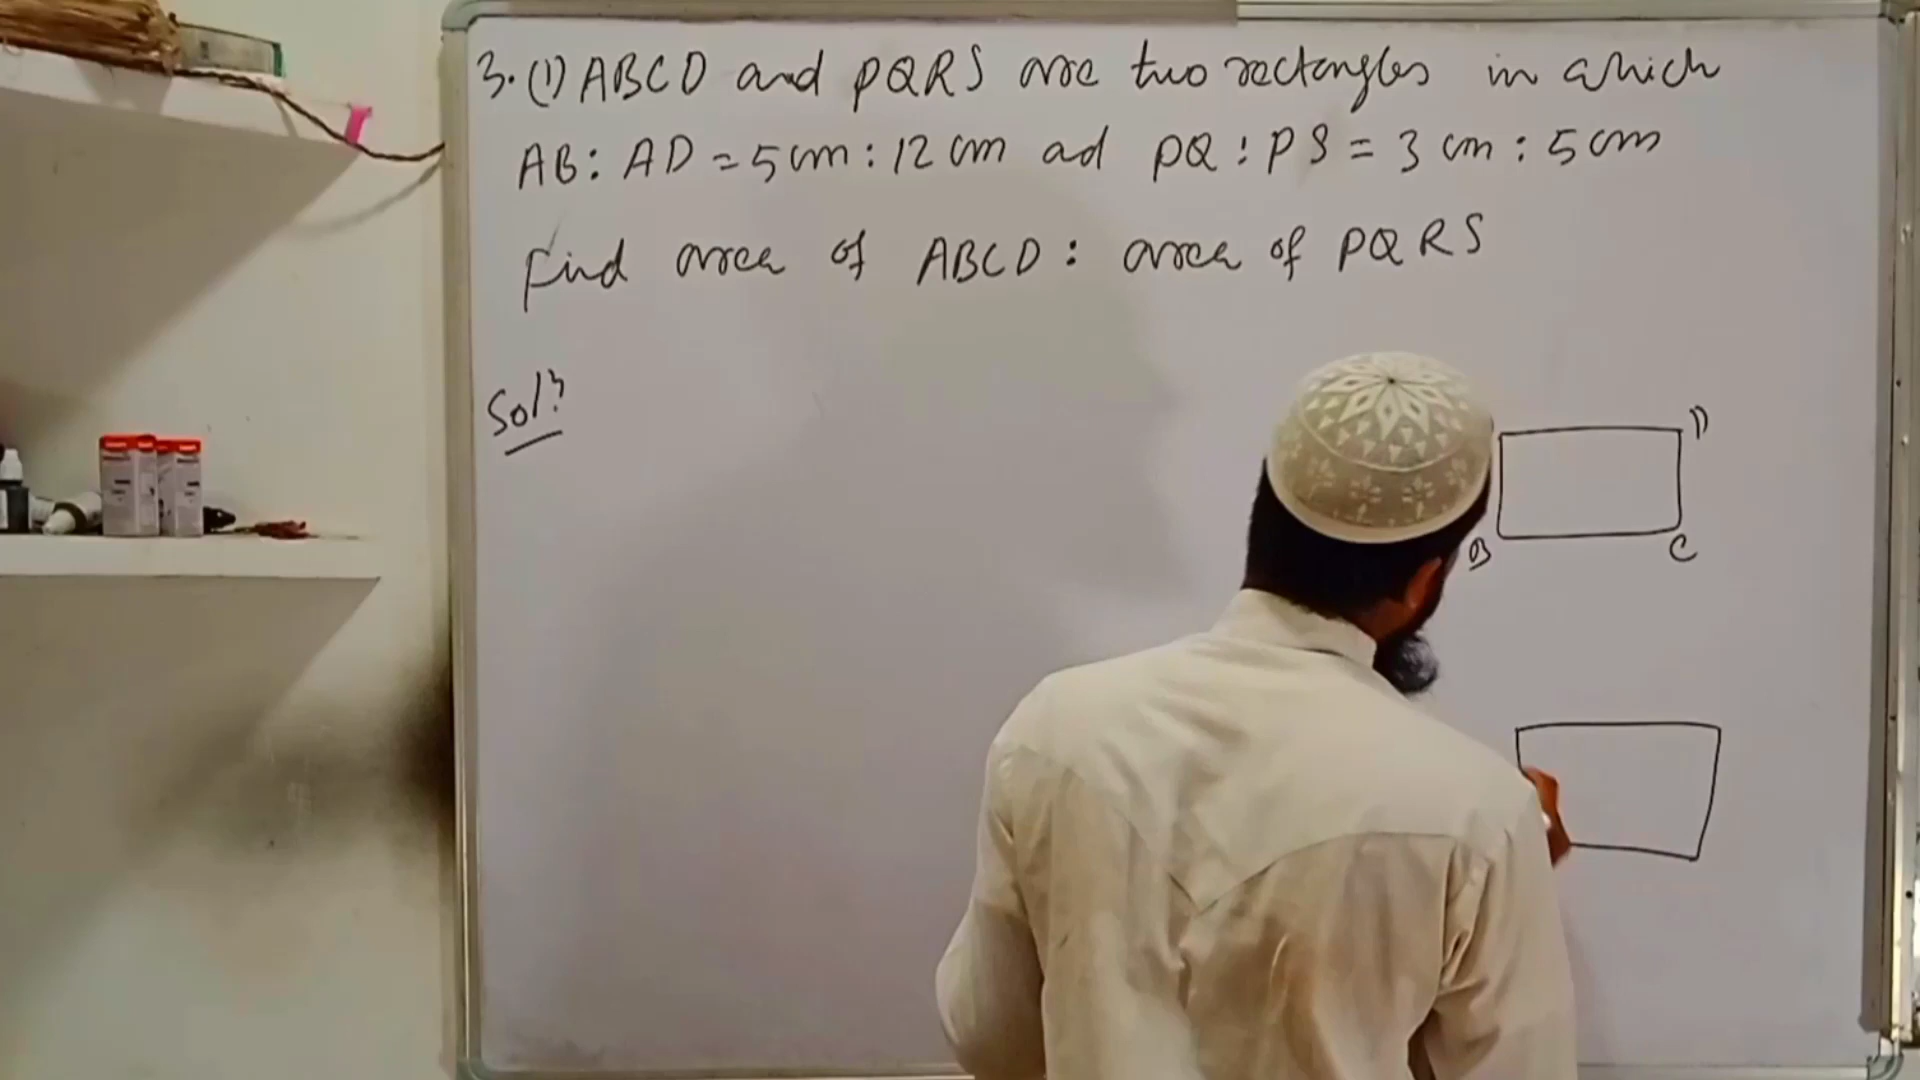 3. (1) ABCD and PQRS are two rectangles in which
AB : AD = 5 cm : 12 cm ad PQ : PS = 3 cm : 5 cm
find area of ABCD : area of PQRS
Sol?
D
B
C